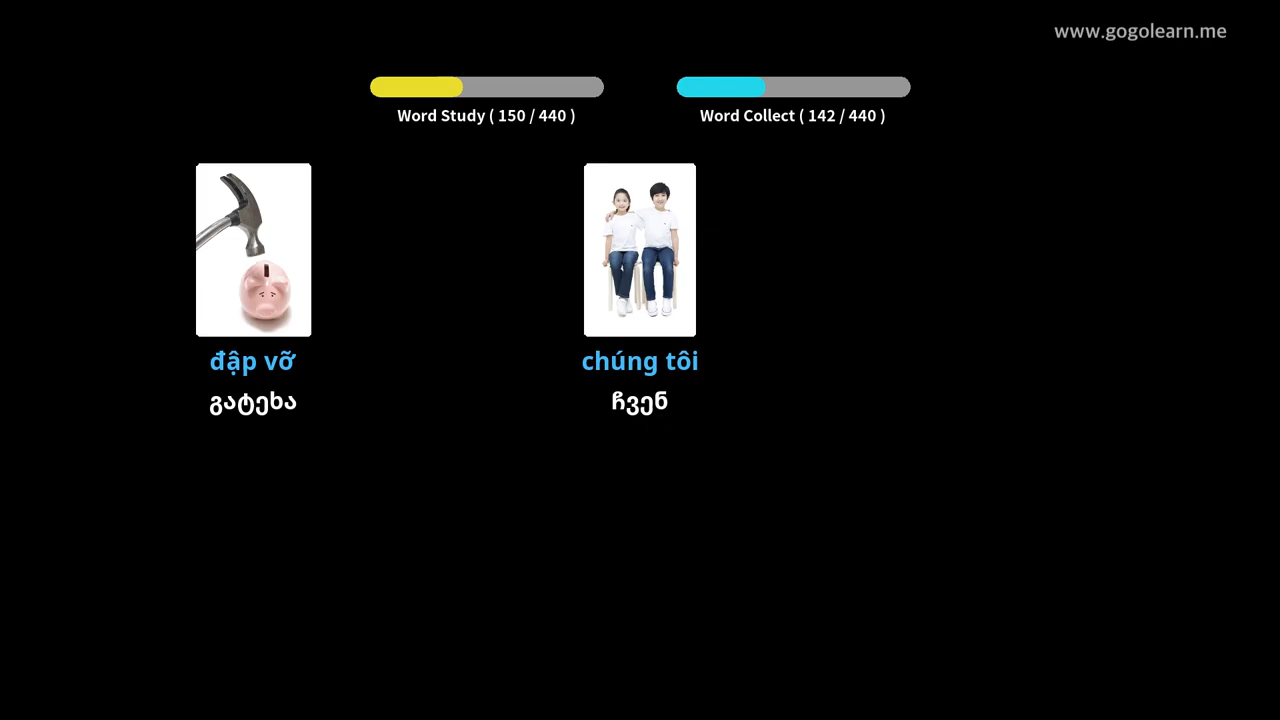 www.gogolearn.me
Word Study ( 150 / 440 )
Word Collect ( 142 / 440 )
đập vỡ
chúng tôi
გატეხა
ჩვენ